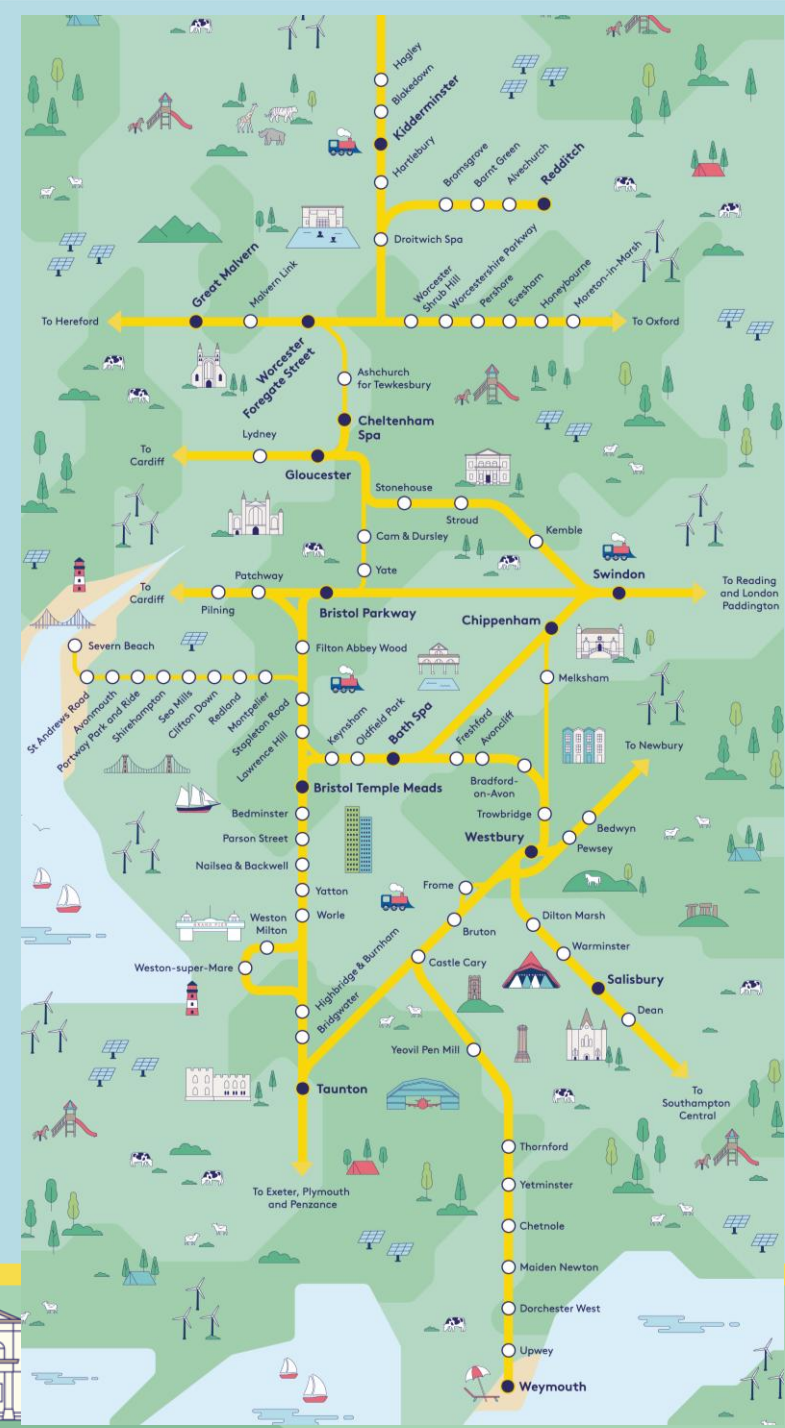 Hagley
Blakedown
Kidderminster
Hartlebury
Bromsgrove
Barnt Green
Alvechurch
Redditch
Droitwich Spa
Great Malvern
Malvern Link
Worcester
Shrub Hill
Worcestershire Parkway
Pershore
Evesham
Honeybourne
Moreton-in-Marsh
To Hereford
To Oxford
Worcester
Foregate Street
Ashchurch
for Tewkesbury
Cheltenham
Spa
To
Cardiff
Lydney
Gloucester
Stonehouse
Stroud
Kemble
Cam & Dursley
Yate
To
Cardiff
Patchway
Pilning
Bristol Parkway
Swindon
To Reading
and London
Paddington
Chippenham
Severn Beach
Filton Abbey Wood
Melksham
St Andrews Road
Avonmouth
Portway Park and Ride
Shirehampton
Sea Mills
Clifton Down
Redland
Montpelier
Stapleton Road
Lawrence Hill
Keynsham
Oldfield Park
Bath Spa
Freshford
Avoncliff
Bradford-
on-Avon
To Newbury
Bristol Temple Meads
Trowbridge
Bedminster
Bedwyn
Parson Street
Westbury
Pewsey
Nailsea & Backwell
Yatton
Frome
Worle
Weston
Milton
Bruton
Dilton Marsh
Weston-super-Mare
Warminster
Highbridge & Burnham
Bridgwater
Castle Cary
Salisbury
Dean
Yeovil Pen Mill
Taunton
To
Southampton
Central
Thornford
To Exeter, Plymouth
and Penzance
Yetminster
Chetnole
Maiden Newton
Dorchester West
Upwey
Weymouth